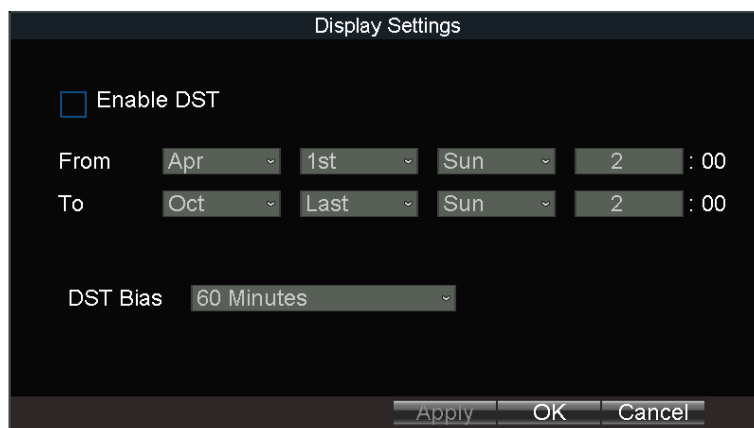 Display Settings
Enable DST
From Apr 1st Sun 2 : 00
To Oct Last Sun 2 : 00
DST Bias 60 Minutes
Apply OK Cancel